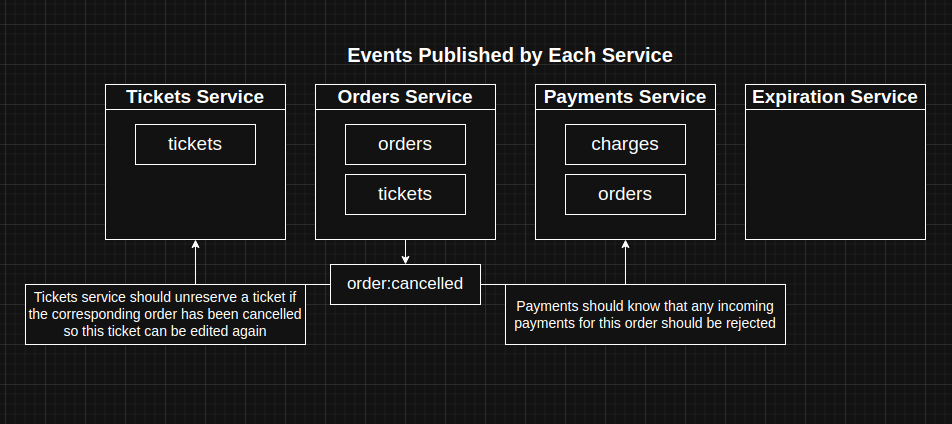 Events Published by Each Service
Tickets Service
Orders Service
Payments Service
Expiration Service
tickets
orders
charges
tickets
orders
order:cancelled
Tickets service should unreserve a ticket if
the corresponding order has been cancelled
so this ticket can be edited again
Payments should know that any incoming
payments for this order should be rejected